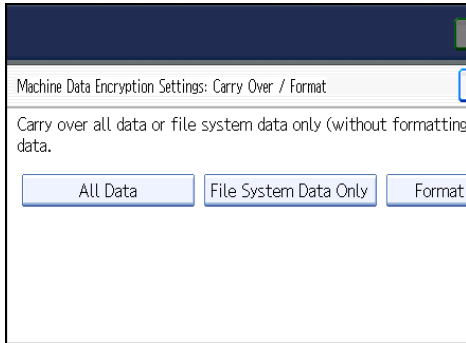 Machine Data Encryption Settings: Carry Over / Format
Carry over all data or file system data only (without formatting
data.
All Data
File System Data Only
Format